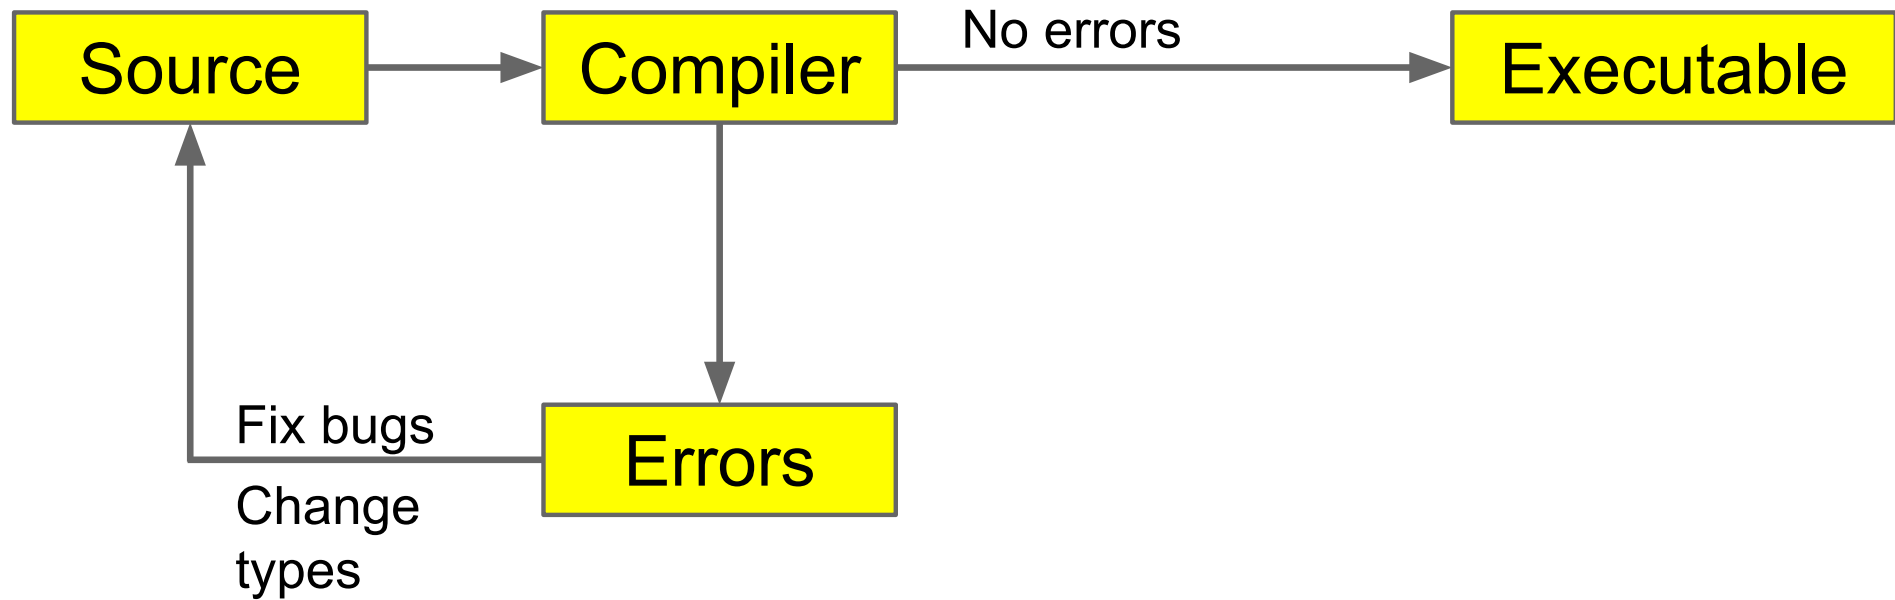 Source
Compiler
No errors
Executable
Fix bugs
Errors
Change
types